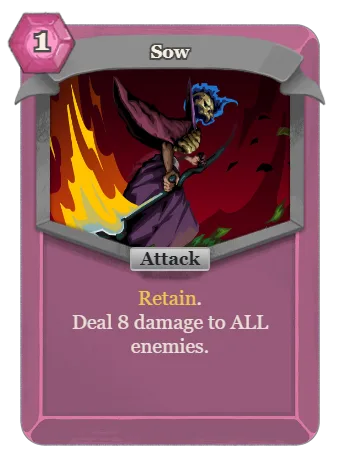 1
Sow
Attack
Retain.
Deal 8 damage to ALL
enemies.